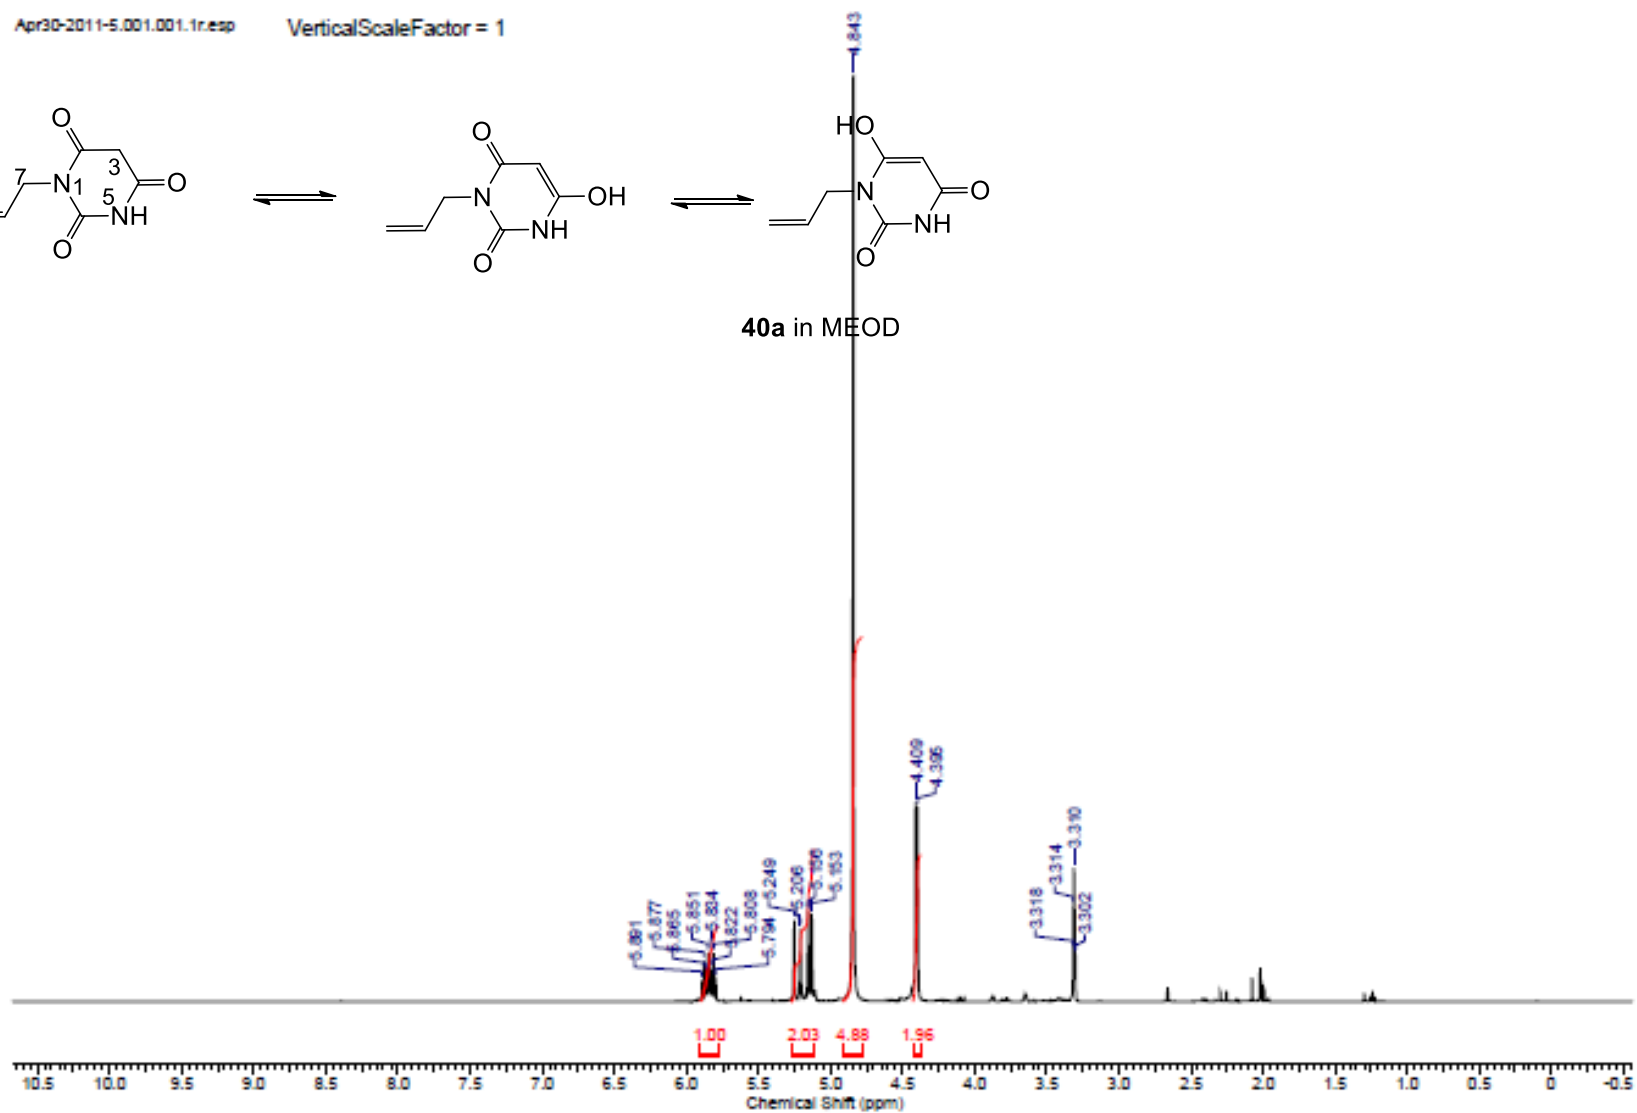 Apr30-2011-5.001.001.1r.esp VerticalScaleFactor = 1
4.843
O
3
O
7
N
1
5
NH
O
O
OH
N
NH
O
HO
O
N
NH
O
40a in MEOD
5.891
5.877
5.865
5.851
5.834
5.822
5.808
5.794
5.249
5.206
5.156
5.153
4.409
4.395
3.318
3.314
3.310
3.302
1.00 2.03 4.88 1.96
10.5 10.0 9.5 9.0 8.5 8.0 7.5 7.0 6.5 6.0 5.5 5.0 4.5 4.0 3.5 3.0 2.5 2.0 1.5 1.0 0.5 0 -0.5
Chemical Shift (ppm)